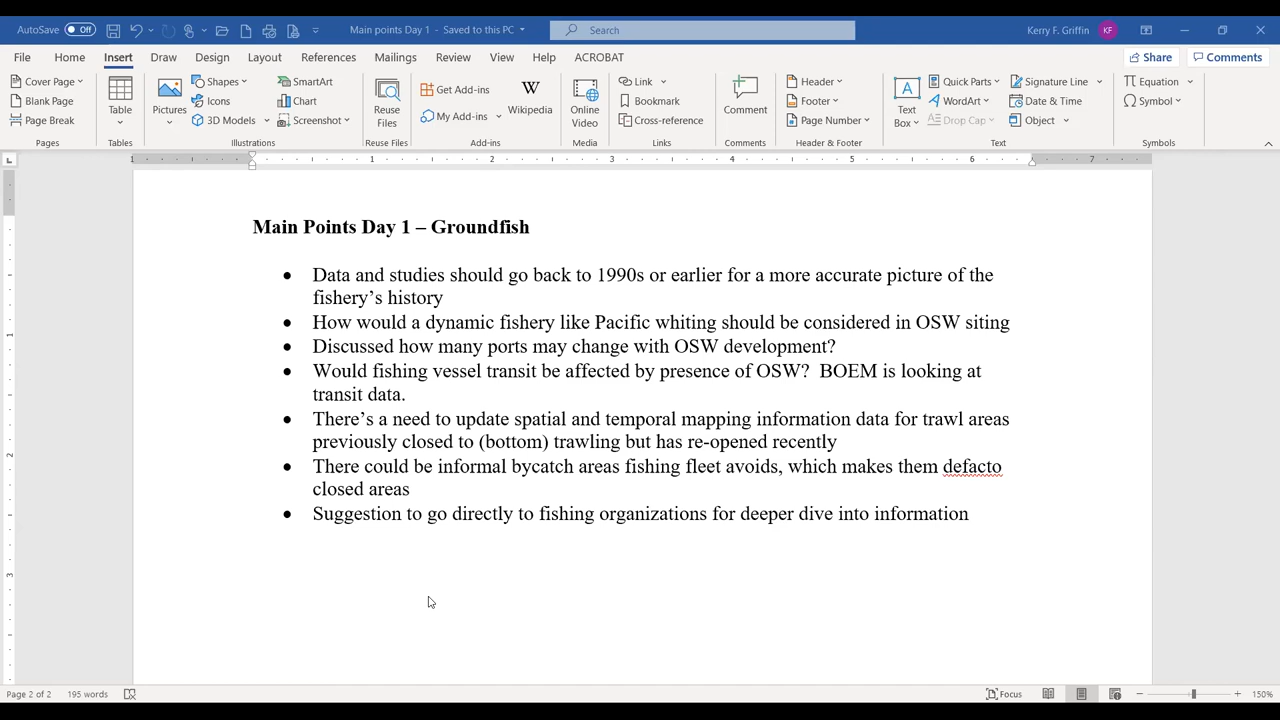 AutoSave Off Main points Day 1 - Saved to this PC Search Kerry F. Griffin KF
File Home Insert Draw Design Layout References Mailings Review View Help ACROBAT Share Comments
Cover Page Shapes SmartArt Get Add-ins Link Header Quick Parts Signature Line Equation
Blank Page Table Pictures Icons Chart Reuse Files Wikipedia Online Video Bookmark Comment Footer Text Box WordArt Date & Time Symbol
Page Break 3D Models Screenshot My Add-ins Cross-reference Page Number Drop Cap Object
Pages Tables Illustrations Reuse Files Add-ins Media Links Comments Header & Footer Text Symbols
1 1 2 3 4 5 6 7
Main Points Day 1 – Groundfish
• Data and studies should go back to 1990s or earlier for a more accurate picture of the
fishery's history
• How would a dynamic fishery like Pacific whiting should be considered in OSW siting
• Discussed how many ports may change with OSW development?
• Would fishing vessel transit be affected by presence of OSW? BOEM is looking at
transit data.
• There's a need to update spatial and temporal mapping information data for trawl areas
previously closed to (bottom) trawling but has re-opened recently
• There could be informal bycatch areas fishing fleet avoids, which makes them defacto
closed areas
• Suggestion to go directly to fishing organizations for deeper dive into information
1
2
3
Page 2 of 2 195 words Focus 150%